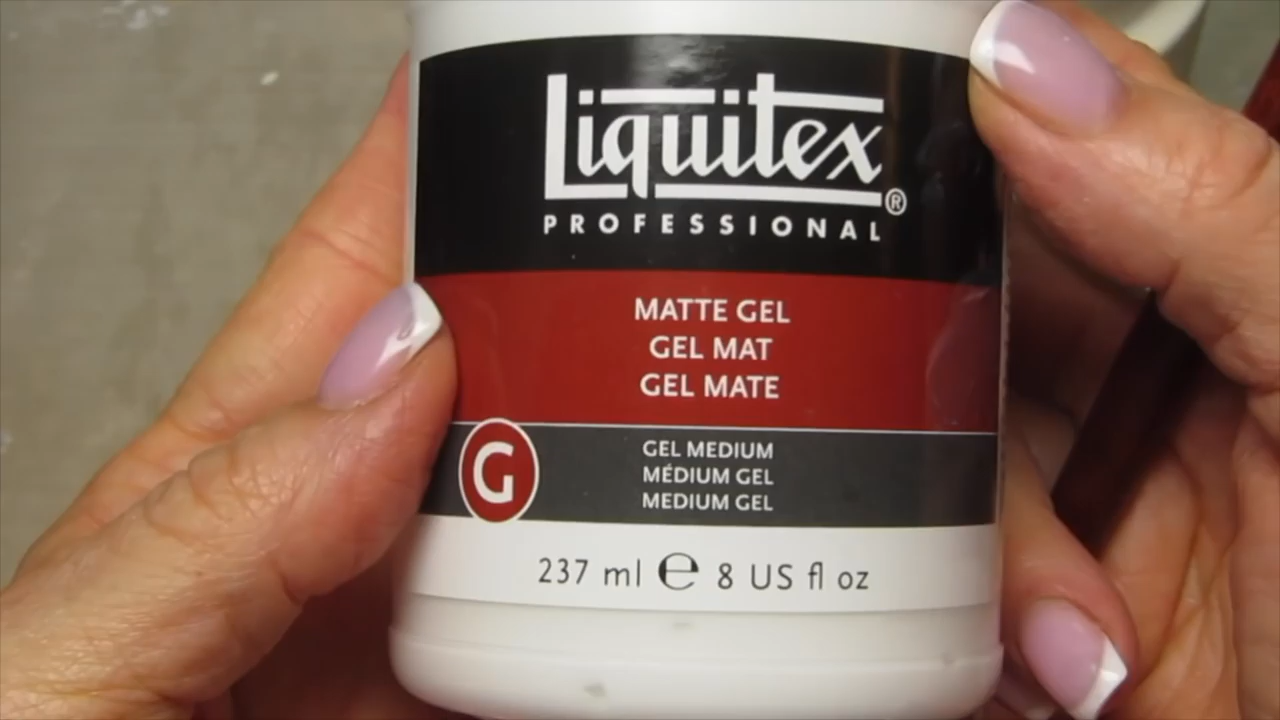 Liquitex®
PROFESSIONAL
MATTE GEL
GEL MAT
GEL MATE
G
GEL MEDIUM
MÉDIUM GEL
MEDIUM GEL
237 ml ℮ 8 US fl oz